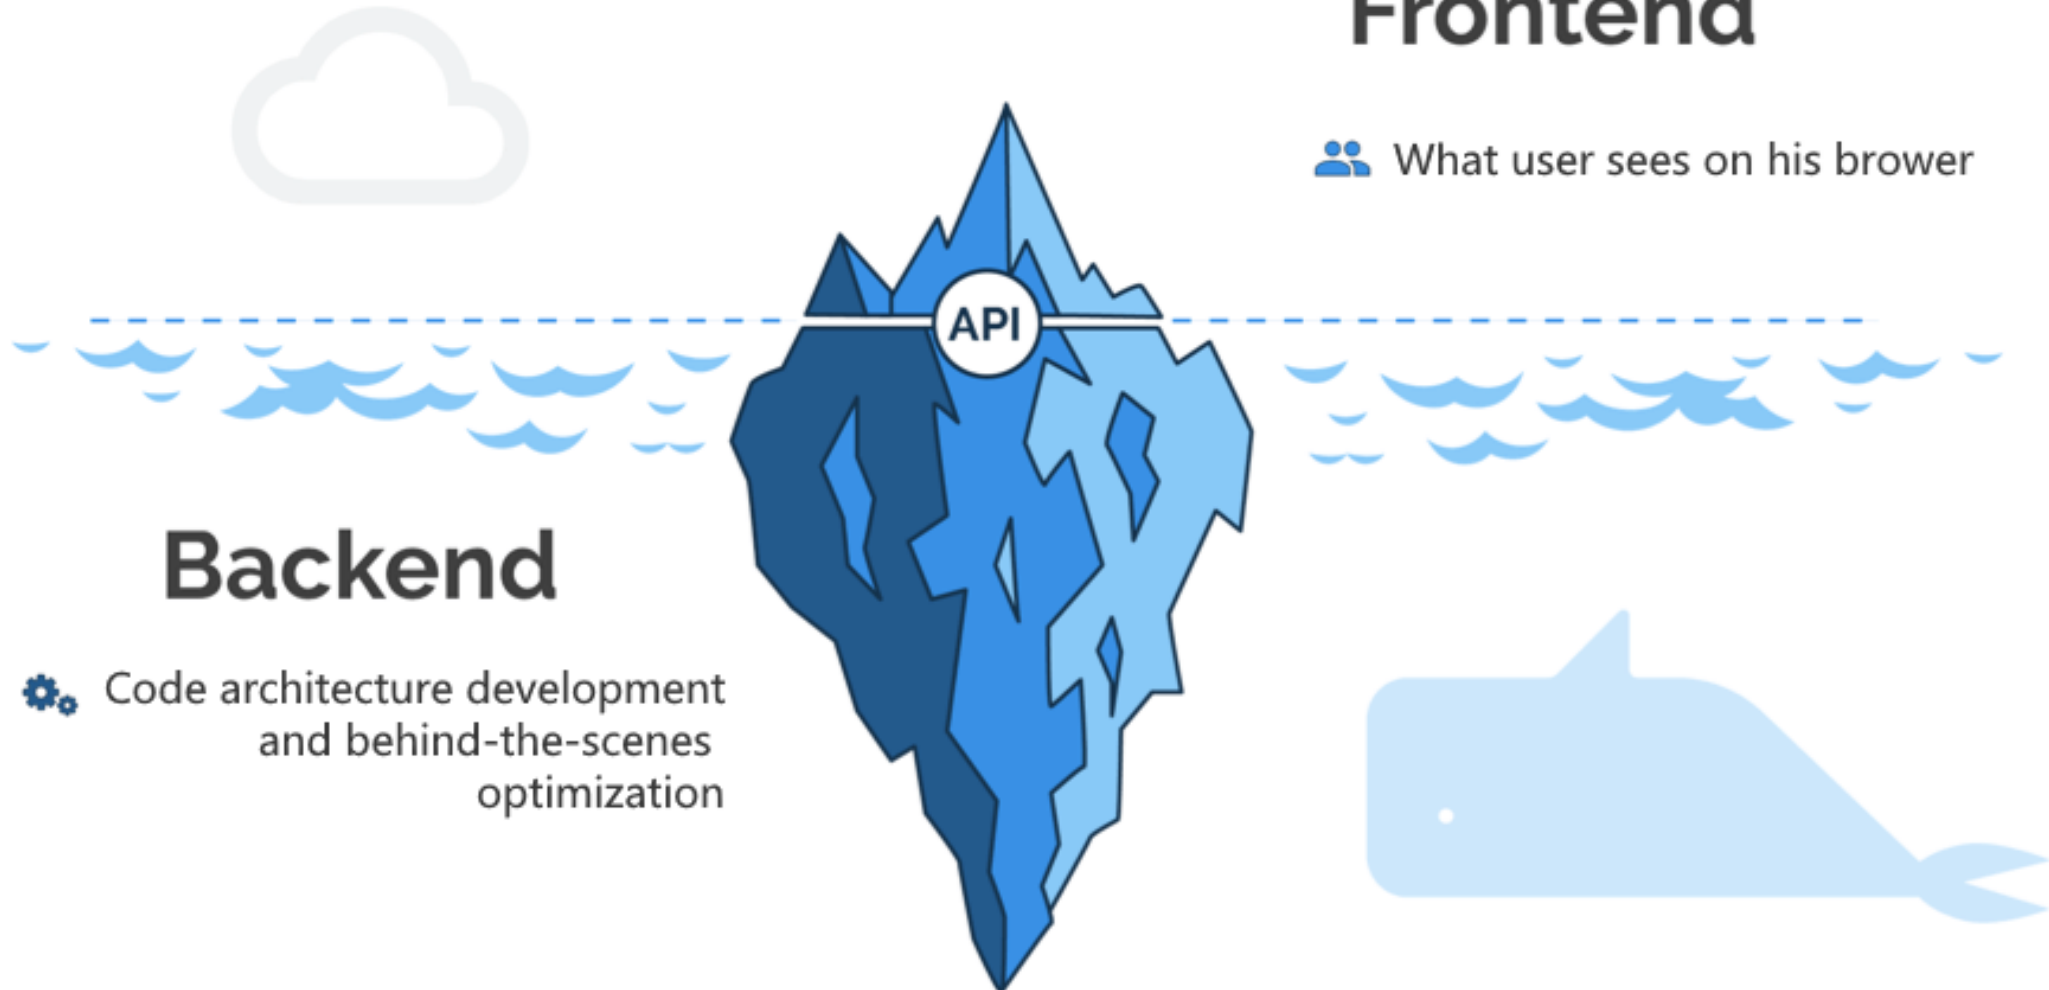 Frontend
What user sees on his brower
API
Backend
Code architecture development
and behind-the-scenes
optimization